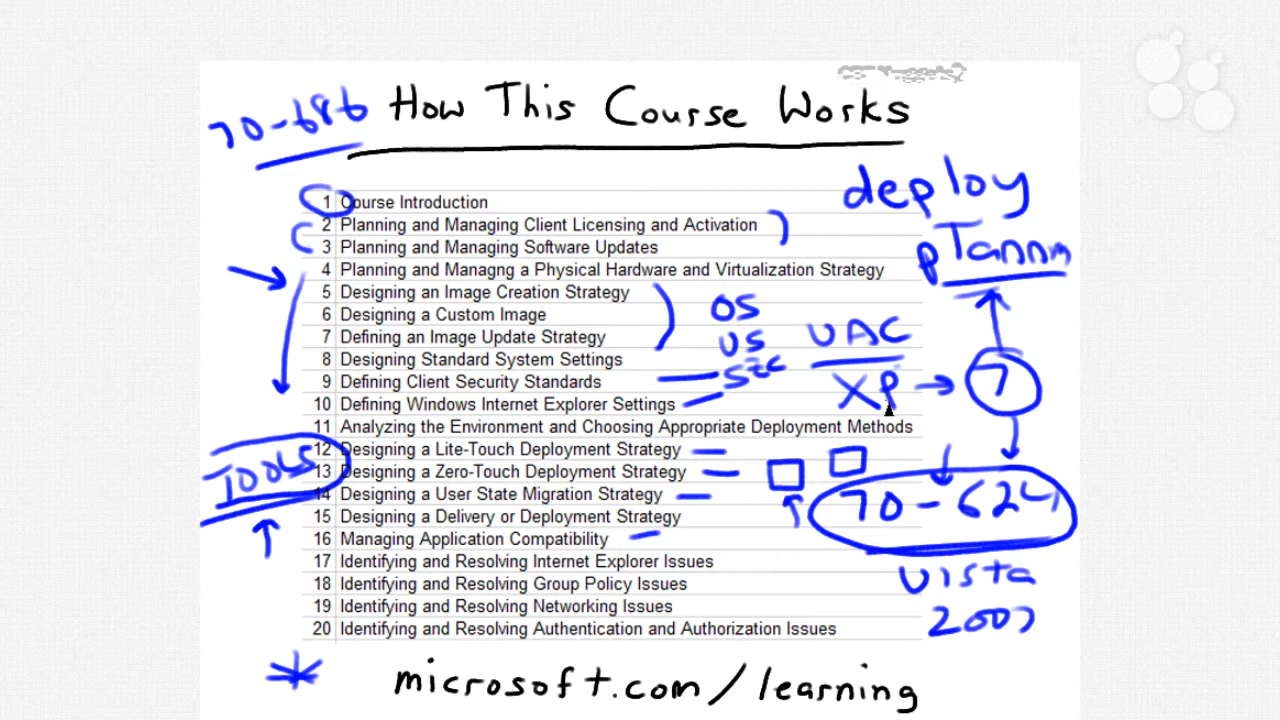 70-686 How This Course Works
deploy
pTannm
1 Course Introduction
2 Planning and Managing Client Licensing and Activation
3 Planning and Managing Software Updates
4 Planning and Managng a Physical Hardware and Virtualization Strategy
5 Designing an Image Creation Strategy
6 Designing a Custom Image
7 Defining an Image Update Strategy
8 Designing Standard System Settings
9 Defining Client Security Standards
10 Defining Windows Internet Explorer Settings
11 Analyzing the Environment and Choosing Appropriate Deployment Methods
12 Designing a Lite-Touch Deployment Strategy
13 Designing a Zero-Touch Deployment Strategy
14 Designing a User State Migration Strategy
15 Designing a Delivery or Deployment Strategy
16 Managing Application Compatibility
17 Identifying and Resolving Internet Explorer Issues
18 Identifying and Resolving Group Policy Issues
19 Identifying and Resolving Networking Issues
20 Identifying and Resolving Authentication and Authorization Issues
OS
US
sec
UAC
XP
7
TOOLS
70-624
vista
2007
microsoft.com/learning